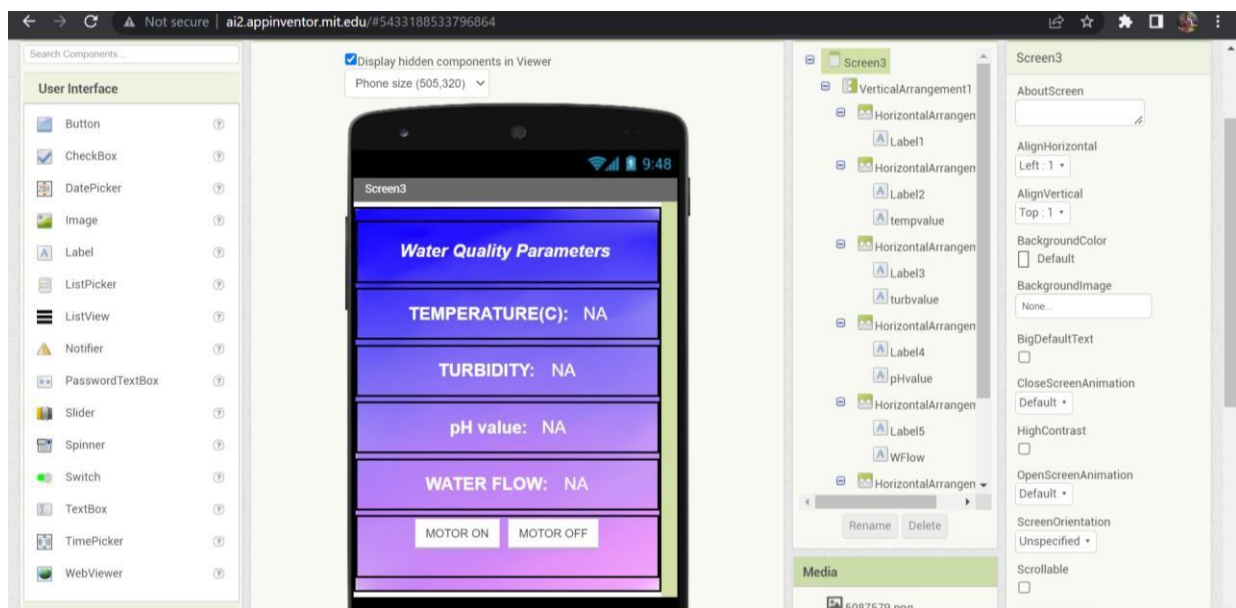 Not secure | ai2.appinventor.mit.edu/#5433188533796864
Search Components...
User Interface
Button
CheckBox
DatePicker
Image
Label
ListPicker
ListView
Notifier
PasswordTextBox
Slider
Spinner
Switch
TextBox
TimePicker
WebViewer
Display hidden components in Viewer
Phone size (505,320)
9:48
Screen3
Water Quality Parameters
TEMPERATURE(C): NA
TURBIDITY: NA
pH value: NA
WATER FLOW: NA
MOTOR ON MOTOR OFF
Screen3
VerticalArrangement1
HorizontalArrangen
Label1
HorizontalArrangen
Label2
tempvalue
HorizontalArrangen
Label3
turbvalue
HorizontalArrangen
Label4
pHvalue
HorizontalArrangen
Label5
WFlow
HorizontalArrangen
Rename Delete
Media
5087579.png
Screen3
AboutScreen
AlignHorizontal
Left : 1
AlignVertical
Top : 1
BackgroundColor
Default
BackgroundImage
None...
BigDefaultText
CloseScreenAnimation
Default
HighContrast
OpenScreenAnimation
Default
ScreenOrientation
Unspecified
Scrollable